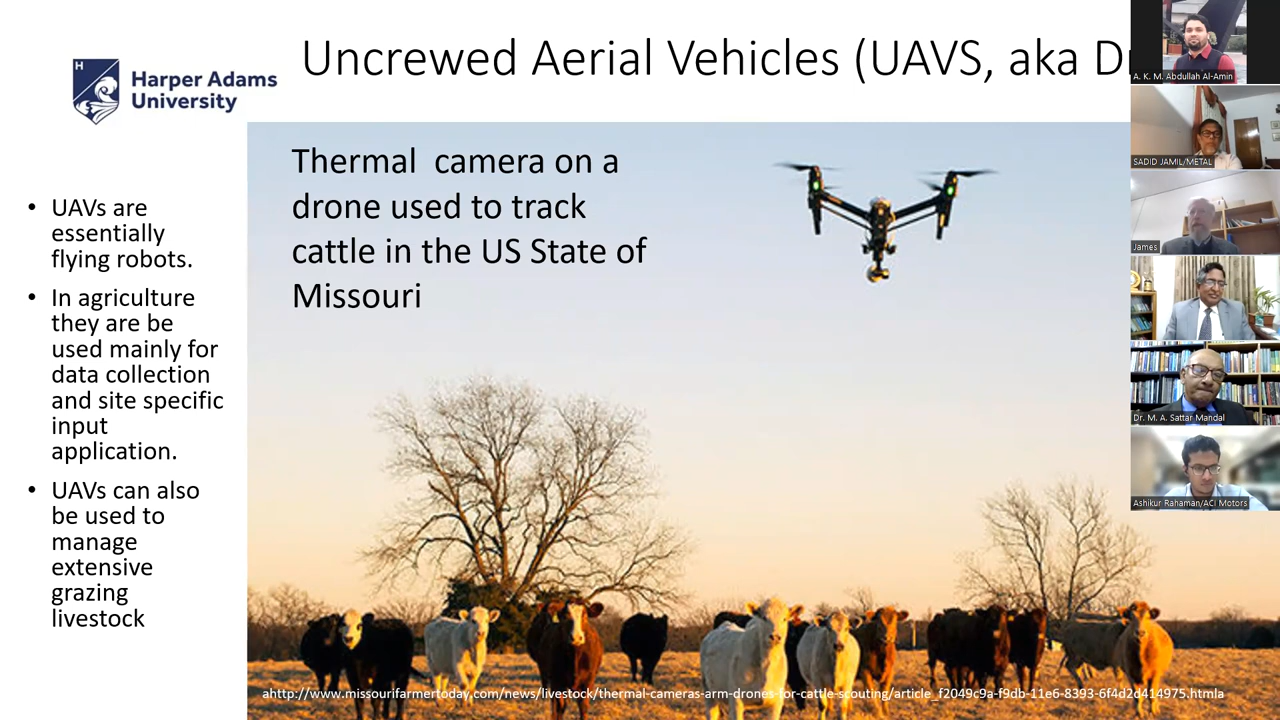 Uncrewed Aerial Vehicles (UAVS, aka Dr
H
Harper Adams
University
Thermal camera on a
drone used to track
cattle in the US State of
Missouri
• UAVs are
essentially
flying robots.
• In agriculture
they are be
used mainly for
data collection
and site specific
input
application.
• UAVs can also
be used to
manage
extensive
grazing
livestock
ahttp://www.missourifarmertoday.com/news/livestock/thermal-cameras-arm-drones-for-cattle-scouting/article_f2049c9a-f9db-11e6-8393-6f4d2d414975.htmla
A. K. M. Abdullah Al-Amin
SADID JAMIL/METAL
James
Dr. M. A. Sattar Mandal
Ashikur Rahaman/ACI Motors